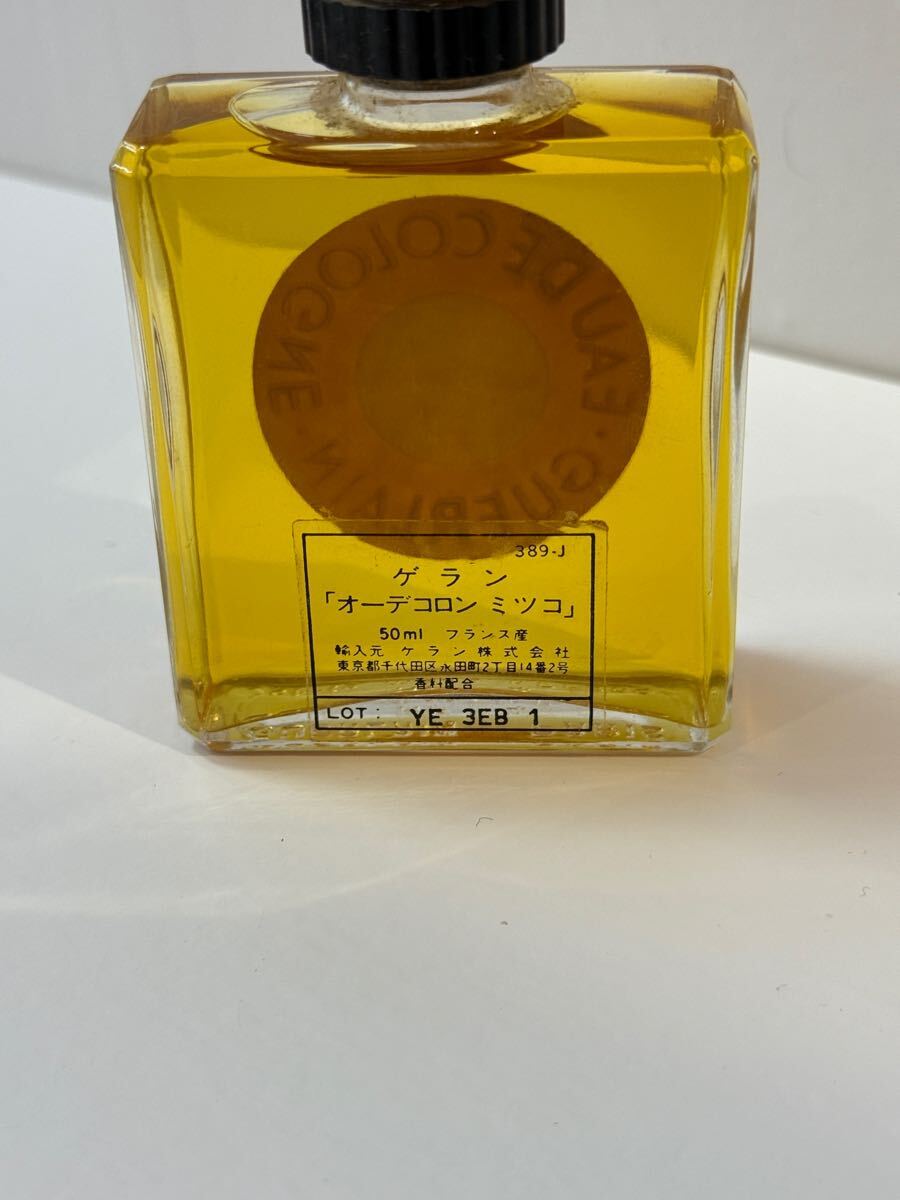 EAU DE COLOGNE · GUERLAIN ·
389-J
ゲラン
「オーデコロン ミツコ」
50ml フランス産
輸入元 ゲラン株式会社
東京都千代田区永田町2丁目14番2号
香料配合
LOT: YE 3EB 1